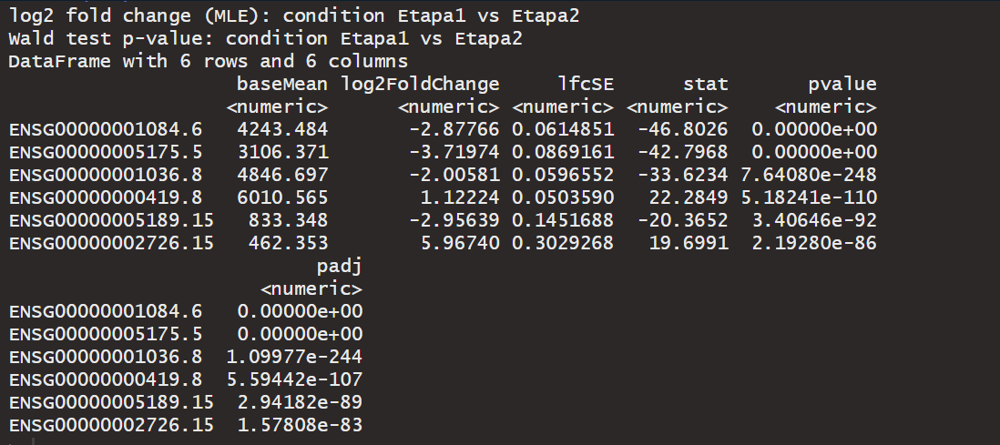 log2 fold change (MLE): condition Etapa1 vs Etapa2
Wald test p-value: condition Etapa1 vs Etapa2
DataFrame with 6 rows and 6 columns
baseMean log2FoldChange lfcSE stat pvalue
<numeric> <numeric> <numeric> <numeric> <numeric>
ENSG00000001084.6 4243.484 -2.87766 0.0614851 -46.8026 0.00000e+00
ENSG00000005175.5 3106.371 -3.71974 0.0869161 -42.7968 0.00000e+00
ENSG00000001036.8 4846.697 -2.00581 0.0596552 -33.6234 7.64080e-248
ENSG00000000419.8 6010.565 1.12224 0.0503590 22.2849 5.18241e-110
ENSG00000005189.15 833.348 -2.95639 0.1451688 -20.3652 3.40646e-92
ENSG00000002726.15 462.353 5.96740 0.3029268 19.6991 2.19280e-86
padj
<numeric>
ENSG00000001084.6 0.00000e+00
ENSG00000005175.5 0.00000e+00
ENSG00000001036.8 1.09977e-244
ENSG00000000419.8 5.59442e-107
ENSG00000005189.15 2.94182e-89
ENSG00000002726.15 1.57808e-83